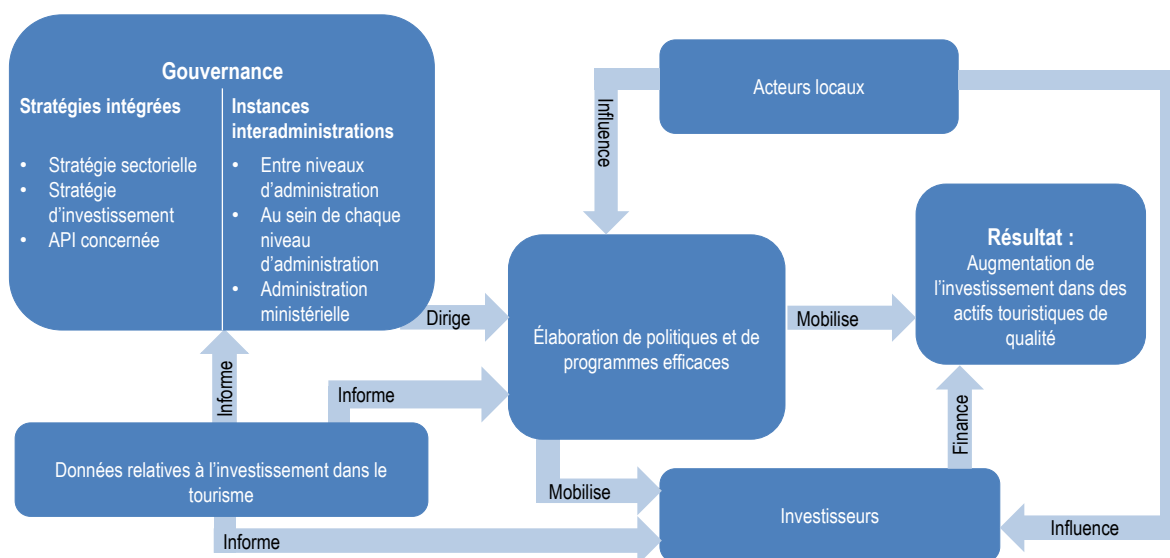 Gouvernance
Stratégies intégrées
• Stratégie sectorielle
• Stratégie
d’investissement
• API concernée
Instances
interadministrations
• Entre niveaux
d’administration
• Au sein de chaque
niveau
d’administration
• Administration
ministérielle
Acteurs locaux
Influence
Résultat :
Augmentation de
l’investissement dans des
actifs touristiques de
qualité
Dirige
Élaboration de politiques et de
programmes efficaces
Mobilise
Informe
Informe
Finance
Données relatives à l’investissement dans le
tourisme
Mobilise
Investisseurs
Influence
Informe